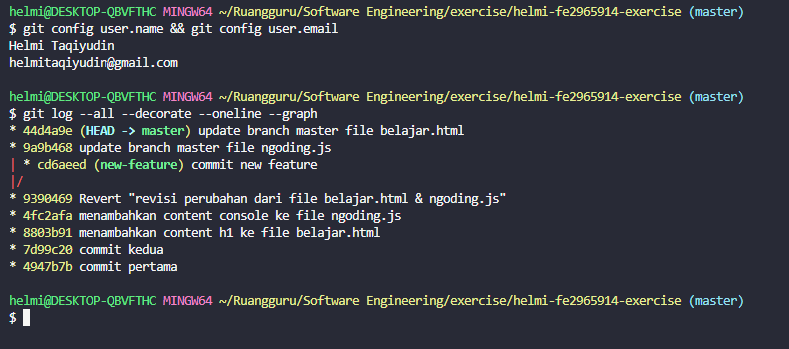 helmi@DESKTOP-QBVFTHC MINGW64 ~/Ruangguru/Software Engineering/exercise/helmi-fe2965914-exercise (master)
$ git config user.name && git config user.email
Helmi Taqiyudin
helmitaqiyudin@gmail.com
helmi@DESKTOP-QBVFTHC MINGW64 ~/Ruangguru/Software Engineering/exercise/helmi-fe2965914-exercise (master)
$ git log --all --decorate --oneline --graph
* 44d4a9e (HEAD -> master) update branch master file belajar.html
* 9a9b468 update branch master file ngoding.js
| * cd6aeed (new-feature) commit new feature
|/
* 9390469 Revert "revisi perubahan dari file belajar.html & ngoding.js"
* 4fc2afa menambahkan content console ke file ngoding.js
* 8803b91 menambahkan content h1 ke file belajar.html
* 7d99c20 commit kedua
* 4947b7b commit pertama
helmi@DESKTOP-QBVFTHC MINGW64 ~/Ruangguru/Software Engineering/exercise/helmi-fe2965914-exercise (master)
$